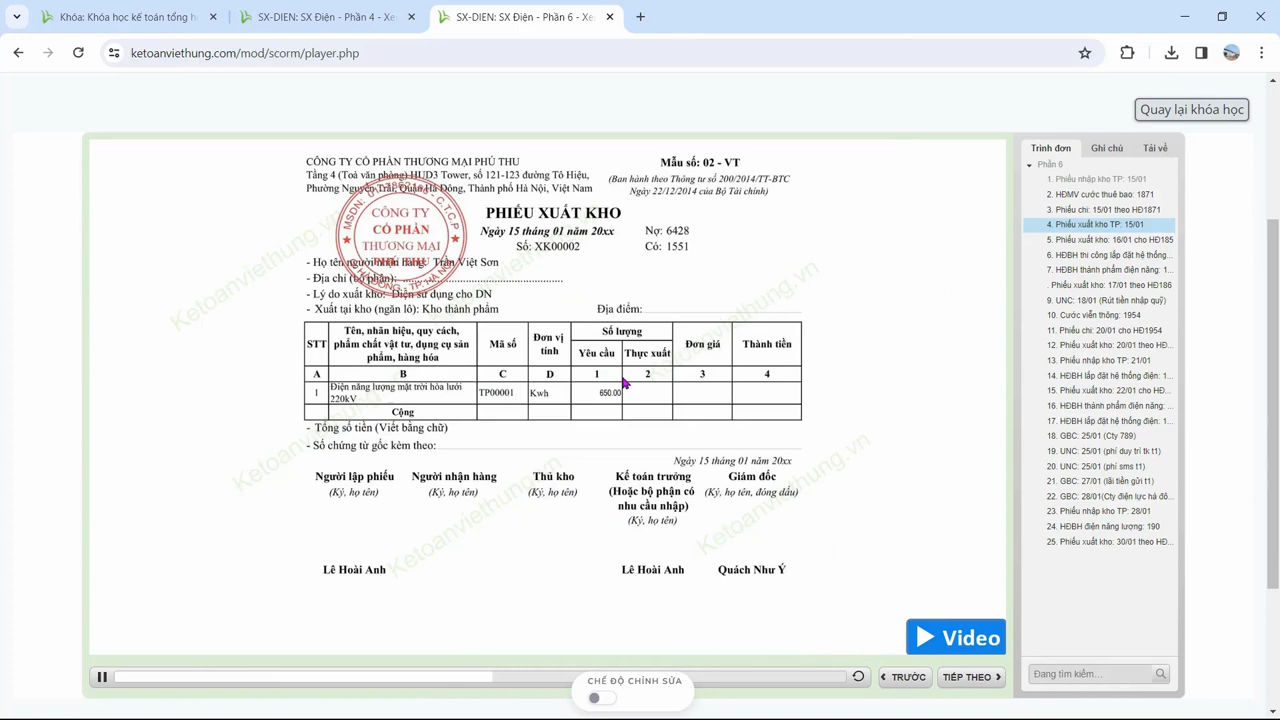 Khóa: Khóa học kế toán tổng h
SX-DIEN: SX Điện - Phần 4 - Xe
SX-DIEN: SX Điện - Phần 6 - Xe
ketoanviethung.com/mod/scorm/player.php
Quay lại khóa học
CÔNG TY CỔ PHẦN THƯƠNG MẠI PHÚ THU
Tầng 4 (Toà văn phòng) HUD3 Tower, số 121-123 đường Tô Hiệu,
Phường Nguyễn Trãi, Quận Hà Đông, Thành phố Hà Nội, Việt Nam
Mẫu số: 02 - VT
(Ban hành theo Thông tư số 200/2014/TT-BTC
Ngày 22/12/2014 của Bộ Tài chính)
CÔNG TY
CỔ PHẦN
THƯƠNG MẠI
PHÚ THU
PHIẾU XUẤT KHO
Ngày 15 tháng 01 năm 20xx
Số: XK00002
Nợ: 6428
Có: 1551
- Họ tên người nhận hàng: Trần Việt Sơn
- Địa chỉ (bộ phận):
- Lý do xuất kho: Điện sử dụng cho DN
- Xuất tại kho (ngăn lô): Kho thành phẩm
Địa điểm:
STT
Tên, nhãn hiệu, quy cách, phẩm chất vật tư, dụng cụ sản phẩm, hàng hóa
Mã số
Đơn vị tính
Số lượng
Yêu cầu
Thực xuất
Đơn giá
Thành tiền
A B C D 1 2 3 4
1 Điện năng lượng mặt trời hòa lưới 220kV TP00001 Kwh 650.00
Cộng
- Tổng số tiền (Viết bằng chữ)
- Số chứng từ gốc kèm theo:
Ngày 15 tháng 01 năm 20xx
Người lập phiếu
(Ký, họ tên)
Người nhận hàng
(Ký, họ tên)
Thủ kho
(Ký, họ tên)
Kế toán trưởng
(Hoặc bộ phận có
nhu cầu nhập)
(Ký, họ tên)
Giám đốc
(Ký, họ tên, đóng dấu)
Lê Hoài Anh
Lê Hoài Anh
Quách Như Ý
Ketoanviethung.com
Video
TRƯỚC
TIẾP THEO
CHẾ ĐỘ CHỈNH SỬA
Trình đơn
Ghi chú
Tải về
Phần 6
1. Phiếu nhập kho TP: 15/01
2. HĐMV cước thuê bao: 1871
3. Phiếu chi: 15/01 theo HĐ1871
4. Phiếu xuất kho TP: 15/01
5. Phiếu xuất kho: 16/01 cho HĐ185
6. HĐBH thi công lắp đặt hệ thống...
7. HĐBH thành phẩm điện năng: 1...
. Phiếu xuất kho: 17/01 theo HĐ186
9. UNC: 18/01 (Rút tiền nhập quỹ)
10. Cước viễn thông: 1954
11. Phiếu chi: 20/01 cho HĐ1954
12. Phiếu xuất kho: 20/01 theo HĐ...
13. Phiếu nhập kho TP: 21/01
14. HĐBH lắp đặt hệ thống điện: 1...
15. Phiếu xuất kho: 22/01 cho HĐ...
16. HĐBH thành phẩm điện năng: ...
17. HĐBH lắp đặt hệ thống điện: 1...
18. GBC: 25/01 (Cty 789)
19. UNC: 25/01 (phí duy trì tk t1)
20. UNC: 25/01 (phí sms t1)
21. GBC: 27/01 (lãi tiền gửi t1)
22. GBC: 28/01(Cty điện lực hà đô...
23. Phiếu nhập kho TP: 28/01
24. HĐBH điện năng lượng: 190
25. Phiếu xuất kho: 30/01 theo HĐ...
Đang tìm kiếm...